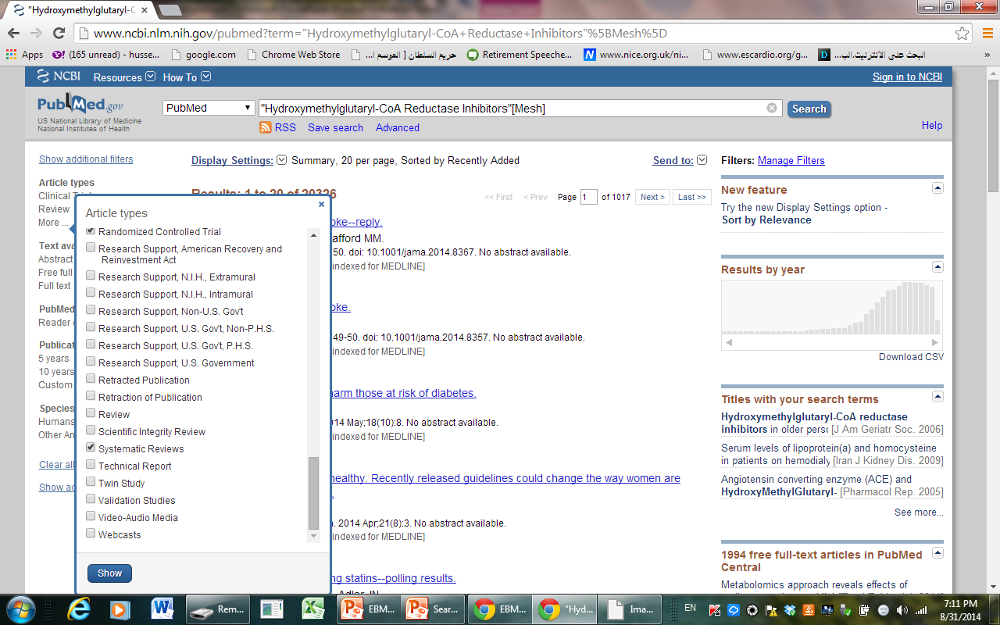 "Hydroxymethylglutaryl-C
www.ncbi.nlm.nih.gov/pubmed?term="Hydroxymethylglutaryl-CoA+Reductase+Inhibitors"%5BMesh%5D
Apps (165 unread) - husse... google.com Chrome Web Store حريم السلطان [ الموسم ا... Retirement Speeche... www.nice.org.uk/ni... www.escardio.org/g... البحث على الانترنيت.الب... »
NCBI Resources How To Sign in to NCBI
PubMed.gov
US National Library of Medicine
National Institutes of Health
PubMed "Hydroxymethylglutaryl-CoA Reductase Inhibitors"[Mesh] Search
RSS Save search Advanced Help
Show additional filters
Article types
Clinical Trial
Review
More ...
Text ava
Abstract
Free full
Full text
PubMed
Reader c
Publicat
5 years
10 years
Custom
Species
Humans
Other An
Clear all
Show ad
Article types
Randomized Controlled Trial
Research Support, American Recovery and
Reinvestment Act
Research Support, N.I.H., Extramural
Research Support, N.I.H., Intramural
Research Support, Non-U.S. Gov't
Research Support, U.S. Gov't, Non-P.H.S.
Research Support, U.S. Gov't, P.H.S.
Research Support, U.S. Government
Retracted Publication
Retraction of Publication
Review
Scientific Integrity Review
Systematic Reviews
Technical Report
Twin Study
Validation Studies
Video-Audio Media
Webcasts
Show
Display Settings: Summary, 20 per page, Sorted by Recently Added Send to:
Results: 1 to 20 of 20326
<< First < Prev Page 1 of 1017 Next > Last >>
oke--reply.
afford MM.
50. doi: 10.1001/jama.2014.8367. No abstract available.
indexed for MEDLINE]
oke.
49-50. doi: 10.1001/jama.2014.8357. No abstract available.
indexed for MEDLINE]
arm those at risk of diabetes.
14 May;18(10):8. No abstract available.
indexed for MEDLINE]
healthy. Recently released guidelines could change the way women are
. 2014 Apr;21(8):3. No abstract available.
indexed for MEDLINE]
ng statins--polling results.
Adler JN.
Filters: Manage Filters
New feature
Try the new Display Settings option -
Sort by Relevance
Results by year
Download CSV
Titles with your search terms
Hydroxymethylglutaryl-CoA reductase
inhibitors in older pers [J Am Geriatr Soc. 2006]
Serum levels of lipoprotein(a) and homocysteine
in patients on hemodialy [Iran J Kidney Dis. 2009]
Angiotensin converting enzyme (ACE) and
HydroxyMethylGlutaryl- [Pharmacol Rep. 2005]
See more...
1994 free full-text articles in PubMed
Central
Metabolomics approach reveals effects of
Rem... EBM... Sear... EBM... "Hyd... Ima... EN 7:11 PM
8/31/2014